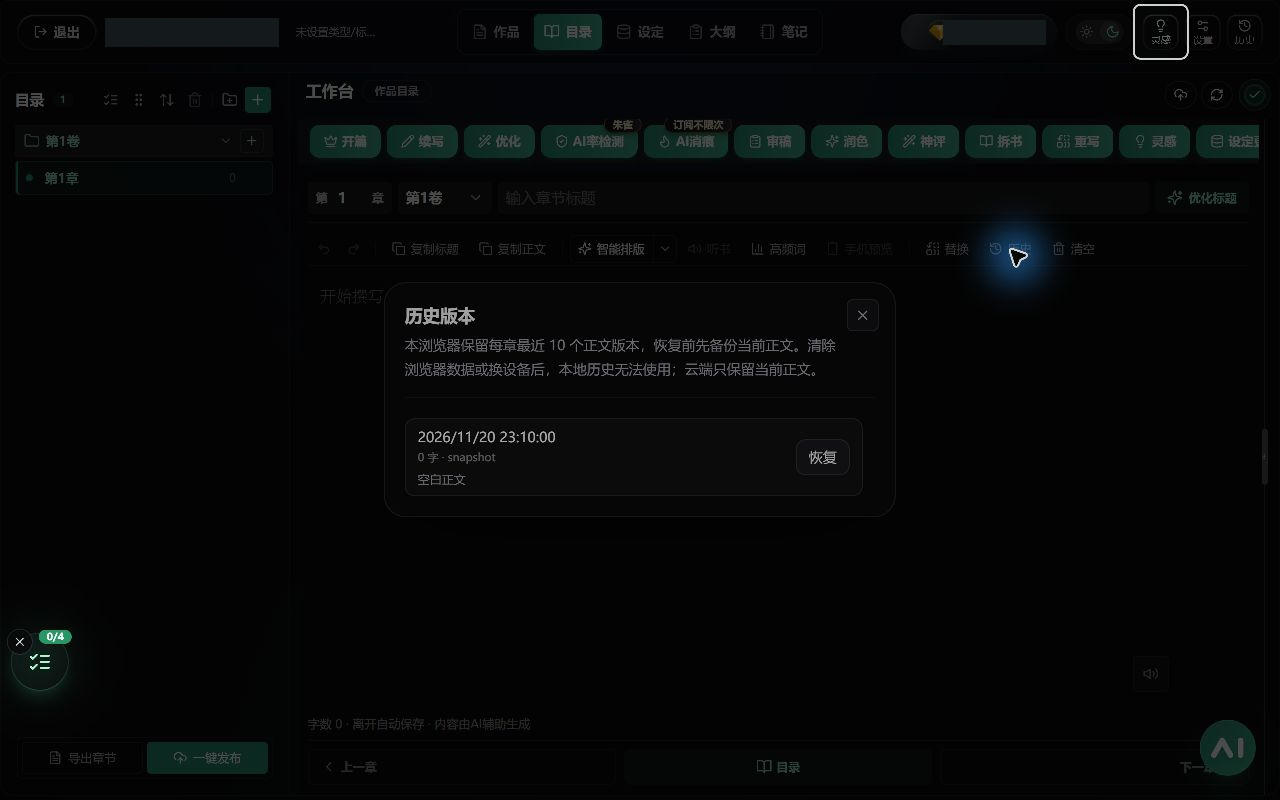 退出
未设置类型/标...
作品
目录
设定
大纲
笔记
灵感
设置
历史
目录 1
第1卷
第1章 0
导出章节
一键发布
0/4
工作台
作品目录
开篇
续写
优化
朱雀
AI率检测
订阅不限次
AI消痕
审稿
润色
神评
拆书
重写
灵感
第 1 章
第1卷
输入章节标题
优化标题
复制标题
复制正文
智能排版
听书
高频词
手机预览
替换
历史
清空
开始撰写
历史版本
本浏览器保留每章最近 10 个正文版本，恢复前先备份当前正文。清除
浏览器数据或换设备后，本地历史无法使用；云端只保留当前正文。
2026/11/20 23:10:00
0 字 · snapshot
空白正文
恢复
字数 0 · 离开自动保存 · 内容由AI辅助生成
上一章
目录
下一
AI